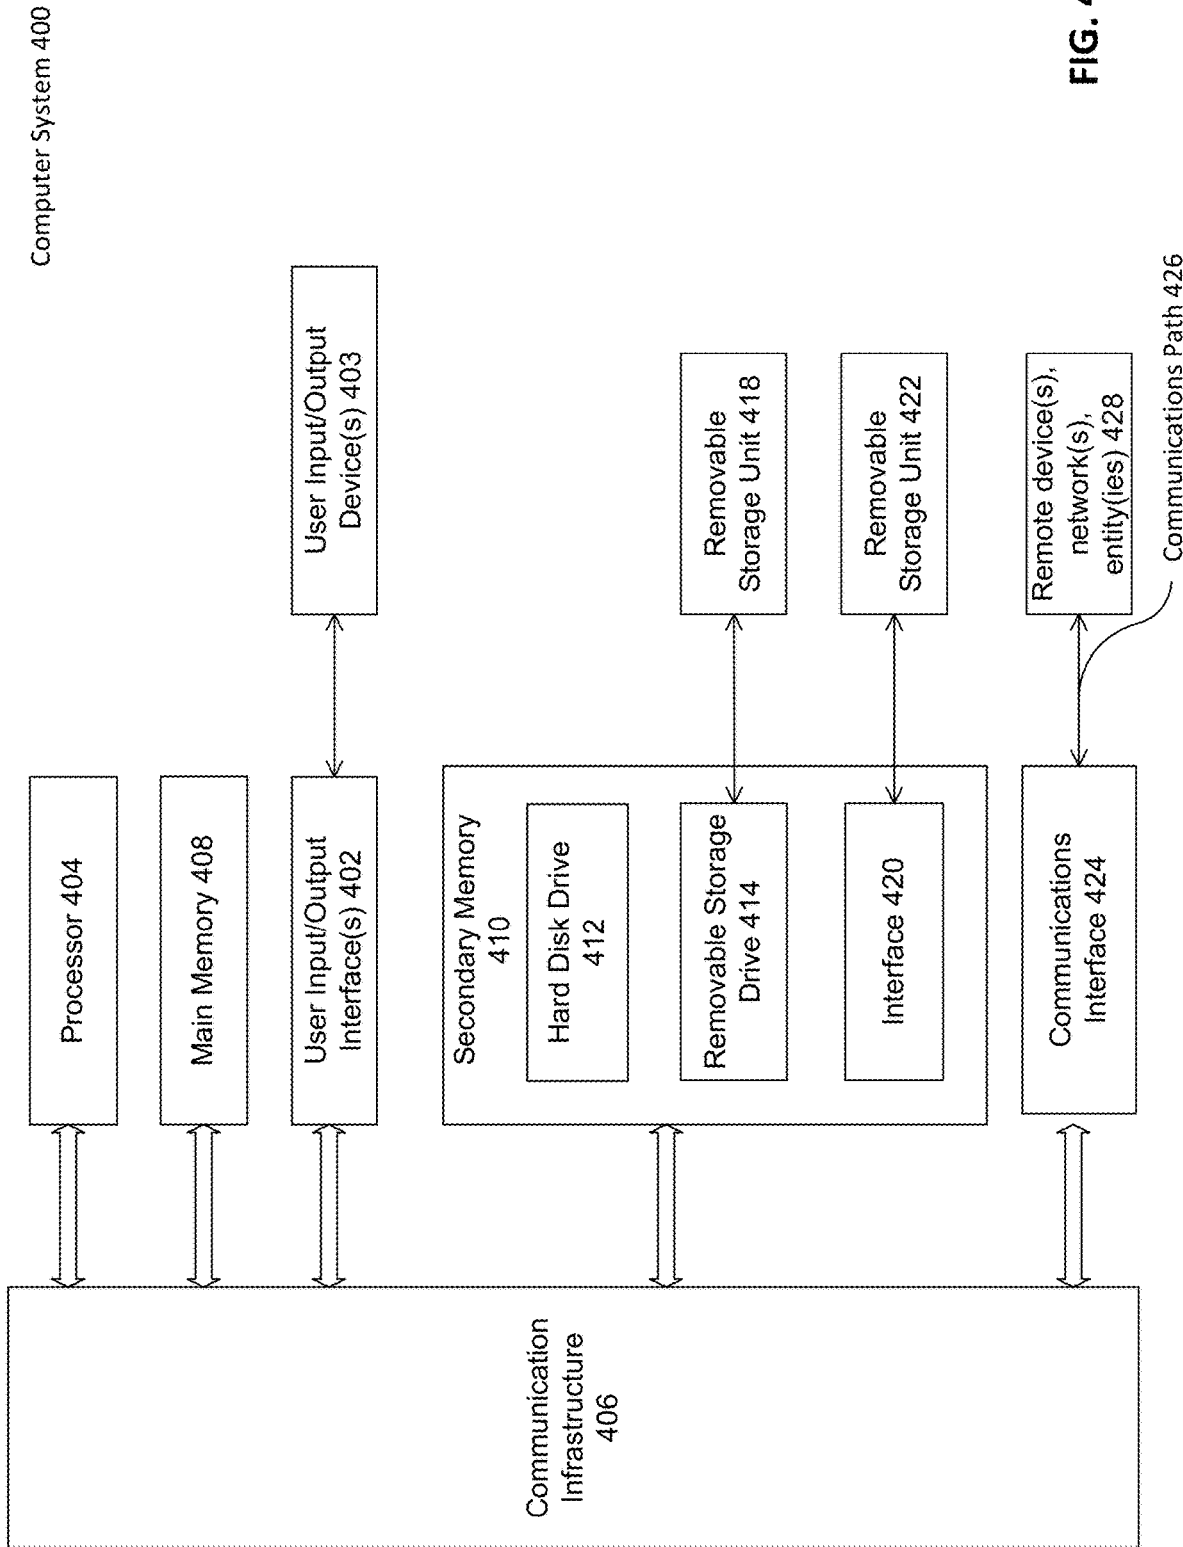 Computer System 400
Processor 404
Main Memory 408
User Input/Output
Interface(s) 402
User Input/Output
Device(s) 403
Communication
Infrastructure
406
Secondary Memory
410
Hard Disk Drive
412
Removable Storage
Drive 414
Removable
Storage Unit 418
Interface 420
Removable
Storage Unit 422
Communications
Interface 424
Remote device(s),
network(s),
entity(ies) 428
Communications Path 426
FIG. 4